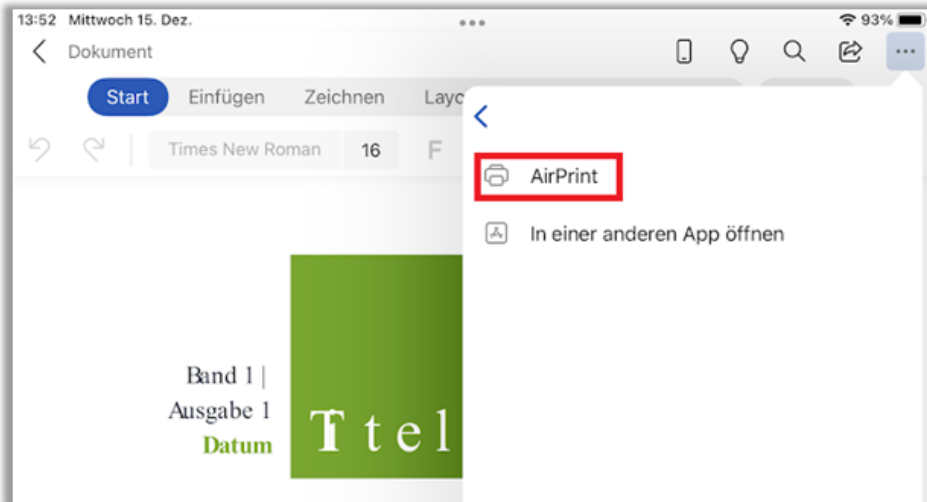 13:52 Mittwoch 15. Dez. 93%
Dokument
Start Einfügen Zeichnen
Times New Roman 16 F
AirPrint
In einer anderen App öffnen
Band 1 |
Ausgabe 1
Datum
Titel